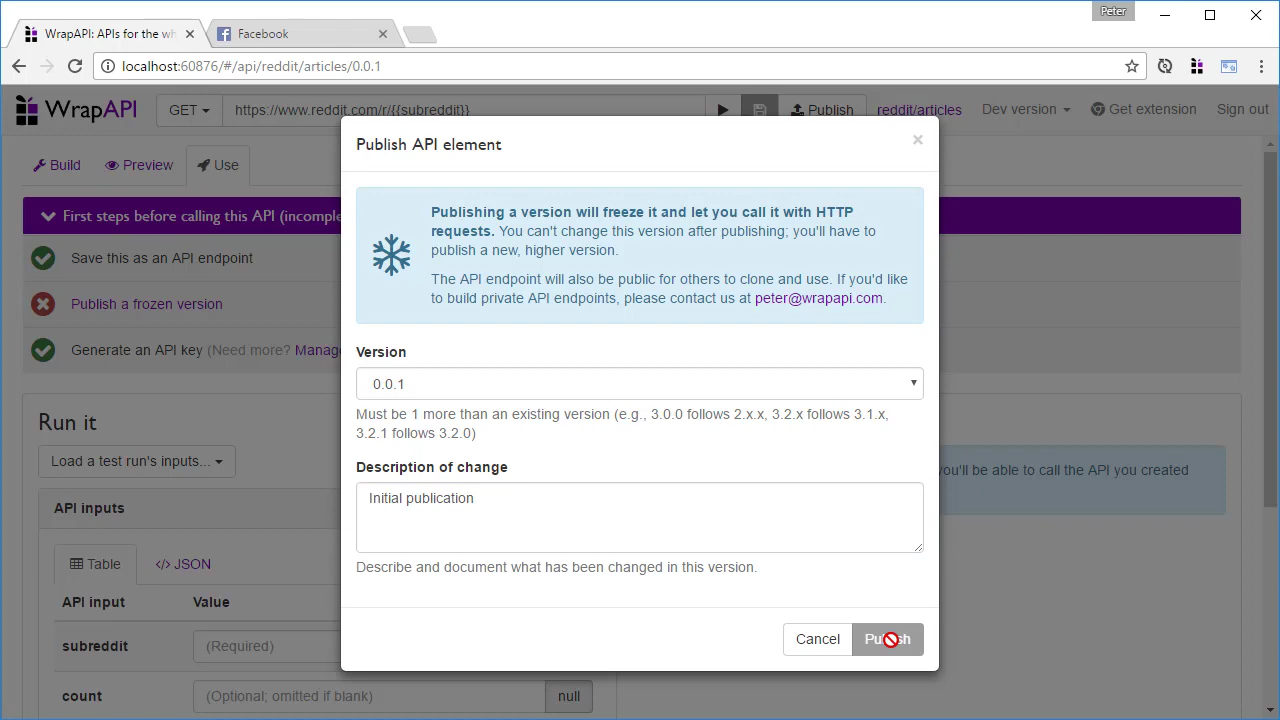 Peter
WrapAPI: APIs for the wh
Facebook
localhost:60876/#/api/reddit/articles/0.0.1
WrapAPI
GET
https://www.reddit.com/r/{{subreddit}}
Publish
reddit/articles
Dev version
Get extension
Sign out
Build
Preview
Use
First steps before calling this API (incomple
Save this as an API endpoint
Publish a frozen version
Generate an API key (Need more? Manag
Run it
Load a test run's inputs...
API inputs
Table
</> JSON
API input Value
subreddit (Required)
count (Optional; omitted if blank) null
you'll be able to call the API you created
Publish API element
×
Publishing a version will freeze it and let you call it with HTTP
requests. You can't change this version after publishing; you'll have to
publish a new, higher version.
The API endpoint will also be public for others to clone and use. If you'd like
to build private API endpoints, please contact us at peter@wrapapi.com.
Version
0.0.1
Must be 1 more than an existing version (e.g., 3.0.0 follows 2.x.x, 3.2.x follows 3.1.x,
3.2.1 follows 3.2.0)
Description of change
Initial publication
Describe and document what has been changed in this version.
Cancel
Publish